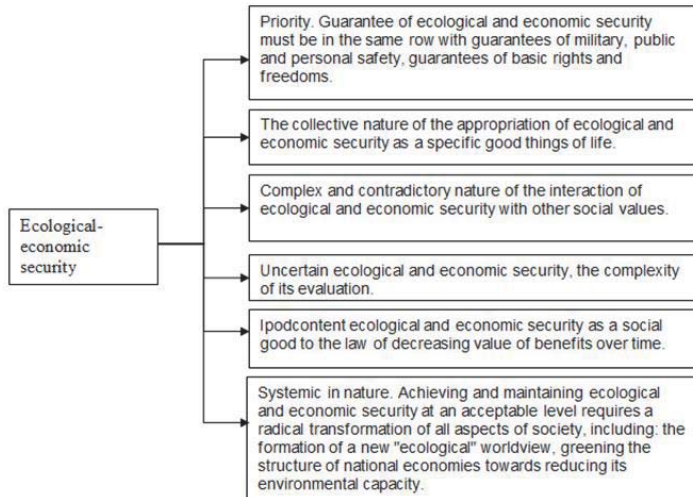 Priority. Guarantee of ecological and economic security
must be in the same row with guarantees of military, public
and personal safety, guarantees of basic rights and
freedoms.
The collective nature of the appropriation of ecological and
economic security as a specific good things of life.
Complex and contradictory nature of the interaction of
ecological and economic security with other social values.
Ecological-
economic
security
Uncertain ecological and economic security, the complexity
of its evaluation.
Ipodcontent ecological and economic security as a social
good to the law of decreasing value of benefits over time.
Systemic in nature. Achieving and maintaining ecological
and economic security at an acceptable level requires a
radical transformation of all aspects of society, including: the
formation of a new "ecological" worldview, greening the
structure of national economies towards reducing its
environmental capacity.